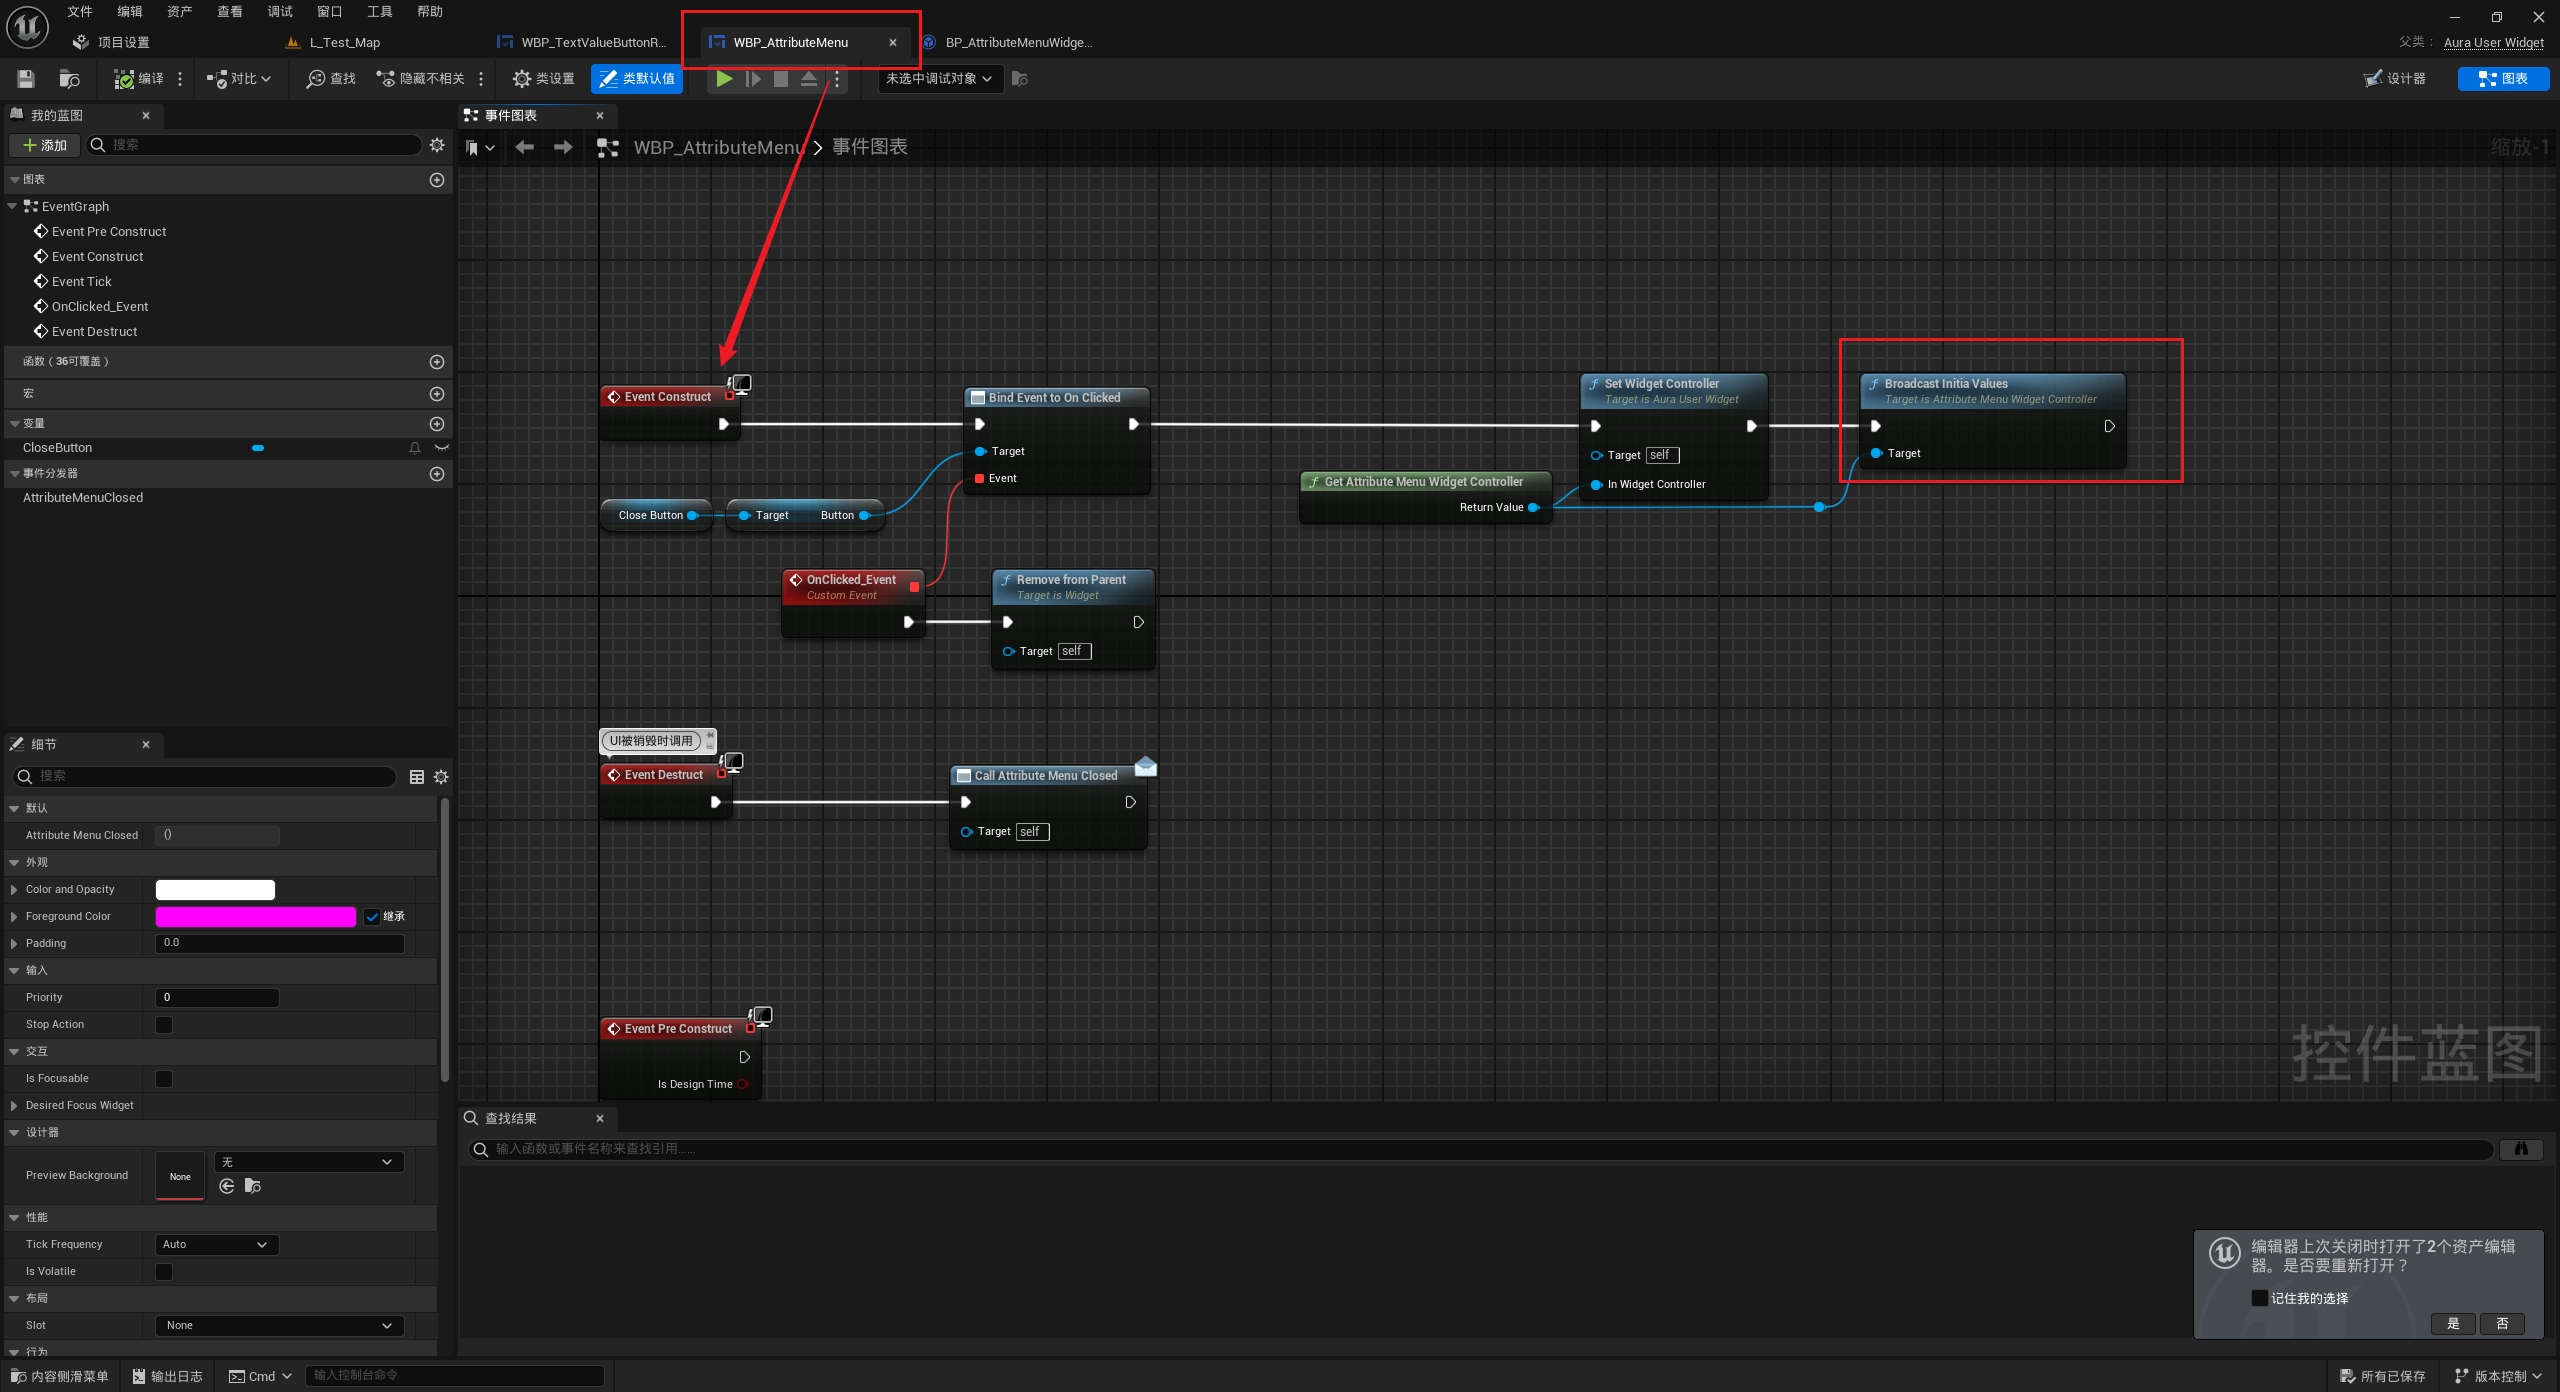 文件 编辑 资产 查看 调试 窗口 工具 帮助
项目设置 L_Test_Map WBP_TextValueButtonR... WBP_AttributeMenu BP_AttributeMenuWidge...
父类： Aura User Widget
编译 对比 查找 隐藏不相关 类设置 类默认值 未选中调试对象 设计器 图表
我的蓝图
添加 搜索
图表
EventGraph
Event Pre Construct
Event Construct
Event Tick
OnClicked_Event
Event Destruct
函数（36可覆盖）
宏
变量
CloseButton
事件分发器
AttributeMenuClosed
细节
搜索
默认
Attribute Menu Closed ()
外观
Color and Opacity
Foreground Color 继承
Padding 0.0
输入
Priority 0
Stop Action
交互
Is Focusable
Desired Focus Widget
设计器
Preview Background None 无
性能
Tick Frequency Auto
Is Volatile
布局
Slot None
行为
事件图表
WBP_AttributeMenu > 事件图表
缩放-1
Event Construct
Bind Event to On Clicked
Target
Event
Close Button
Target Button
OnClicked_Event
Custom Event
Remove from Parent
Target is Widget
Target self
Get Attribute Menu Widget Controller
Return Value
Set Widget Controller
Target is Aura User Widget
Target self
In Widget Controller
Broadcast Initia Values
Target is Attribute Menu Widget Controller
Target
UI被销毁时调用
Event Destruct
Call Attribute Menu Closed
Target self
Event Pre Construct
Is Design Time
控件蓝图
查找结果
输入函数或事件名称来查找引用......
编辑器上次关闭时打开了2个资产编辑
器。是否要重新打开？
记住我的选择
是 否
内容侧滑菜单 输出日志 Cmd 输入控制台命令 所有已保存 版本控制